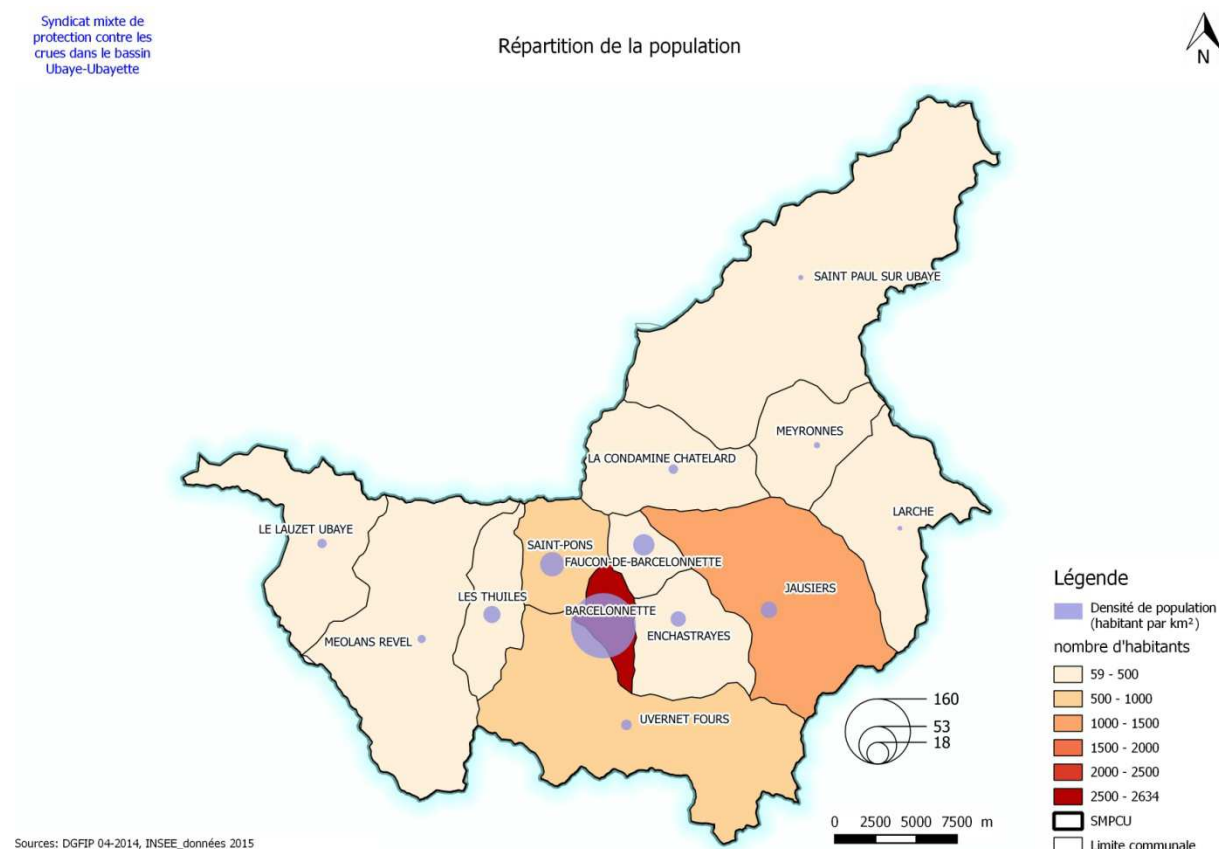 Syndicat mixte de
protection contre les
crues dans le bassin
Ubaye-Ubayette
Répartition de la population
N
SAINT PAUL SUR UBAYE
MEYRONNES
LA CONDAMINE CHATELARD
LARCHE
LE LAUZET UBAYE
SAINT-PONS
FAUCON-DE-BARCELONNETTE
JAUSIERS
LES THUILES
BARCELONNETTE
ENCHASTRAYES
MEOLANS REVEL
UVERNET FOURS
Légende
Densité de population
(habitant par km²)
nombre d'habitants
59 - 500
500 - 1000
1000 - 1500
1500 - 2000
2000 - 2500
2500 - 2634
SMPCU
Limite communale
160
53
18
0 2500 5000 7500 m
Sources: DGFIP 04-2014, INSEE_données 2015